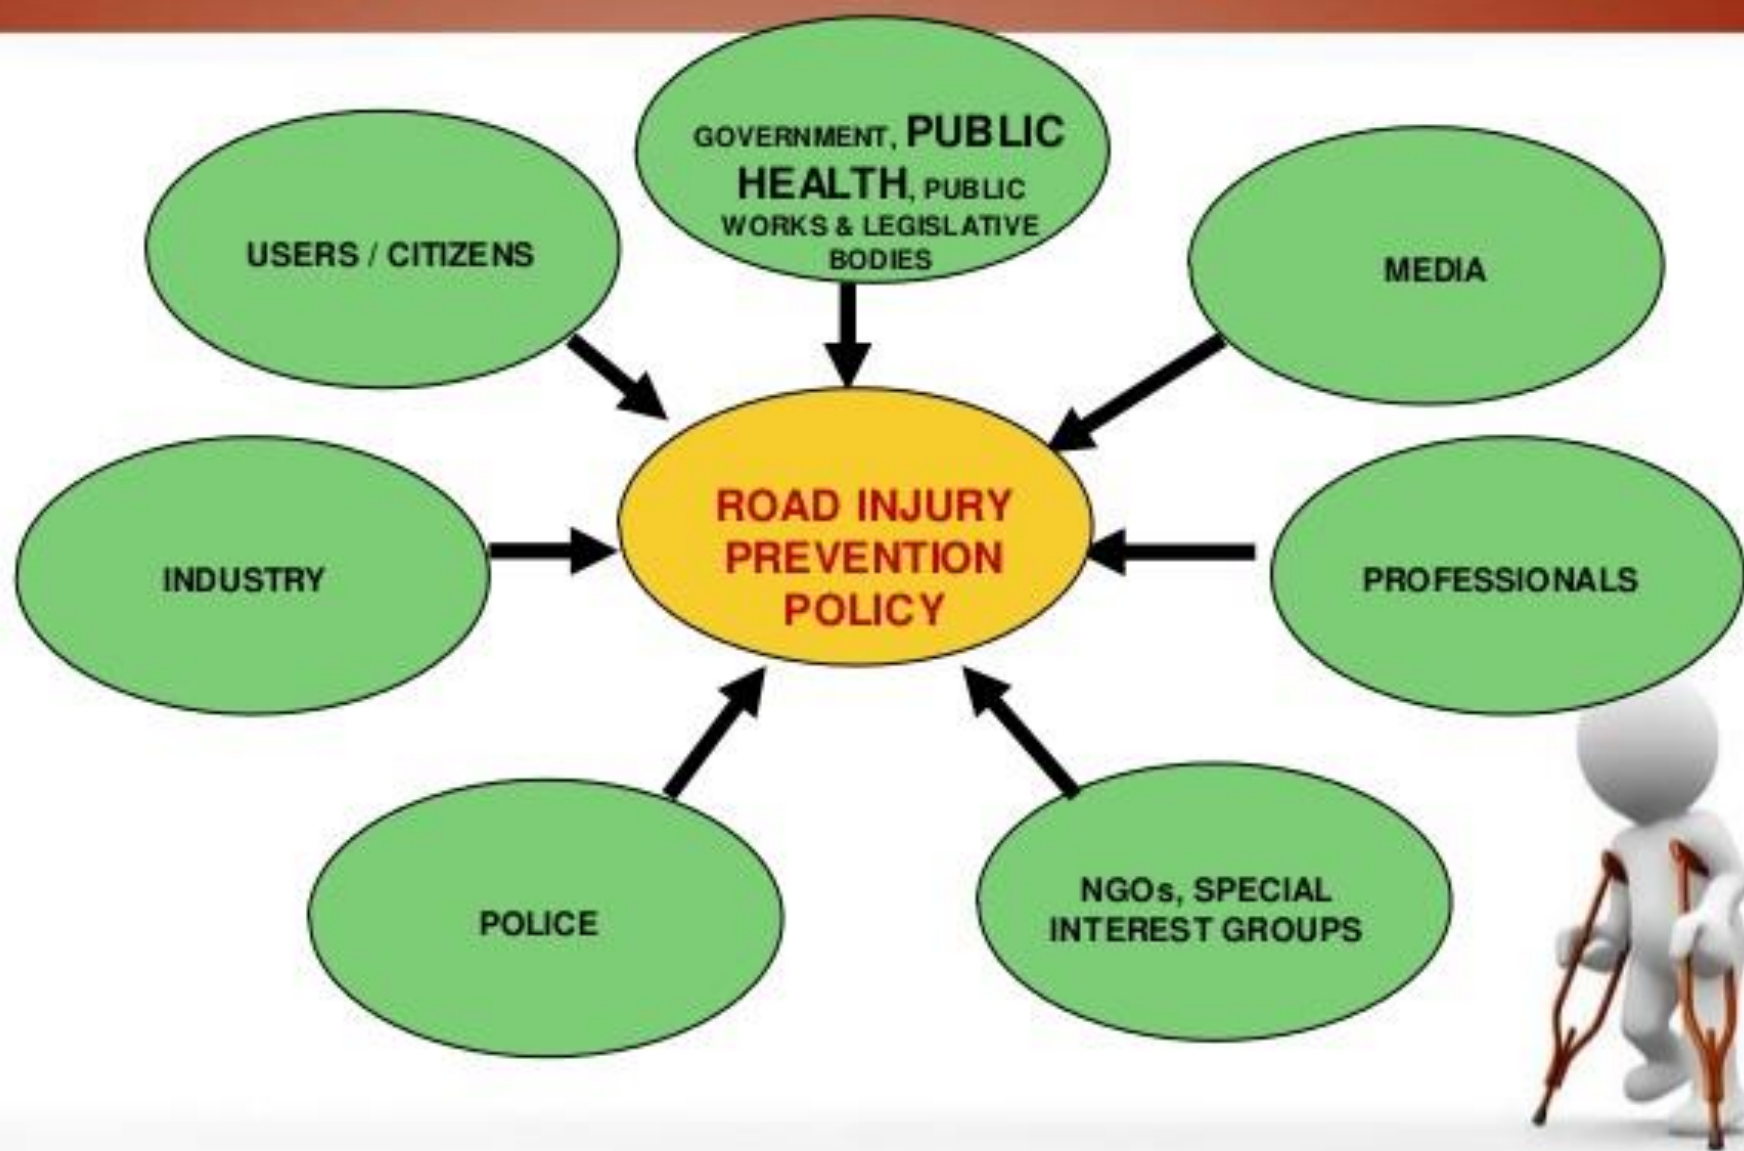 GOVERNMENT, PUBLIC
HEALTH, PUBLIC
WORKS & LEGISLATIVE
BODIES
USERS / CITIZENS
MEDIA
ROAD INJURY
PREVENTION
POLICY
INDUSTRY
PROFESSIONALS
POLICE
NGOs, SPECIAL
INTEREST GROUPS